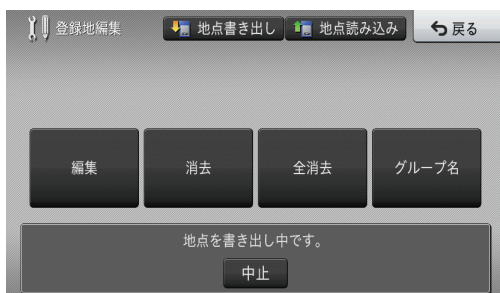 登録地編集 地点書き出し 地点読み込み 戻る
編集 消去 全消去 グループ名
地点を書き出し中です。
中止